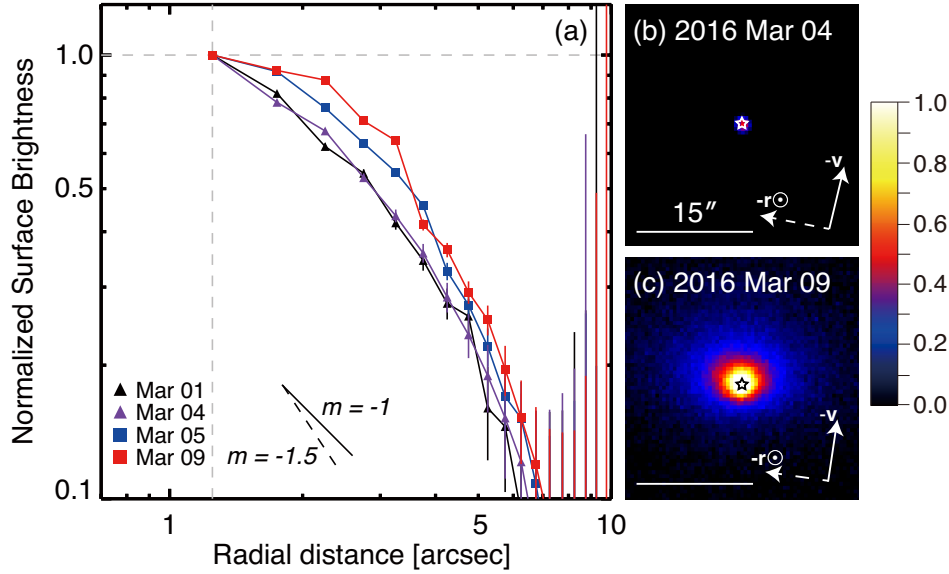 (a)
Normalized Surface Brightness
1.0
0.5
0.1
Mar 01
Mar 04
Mar 05
Mar 09
m = -1
m = -1.5
1
5
10
Radial distance [arcsec]
(b) 2016 Mar 04
15″
-v
-r⊙
(c) 2016 Mar 09
-v
-r⊙
1.0
0.8
0.6
0.4
0.2
0.0